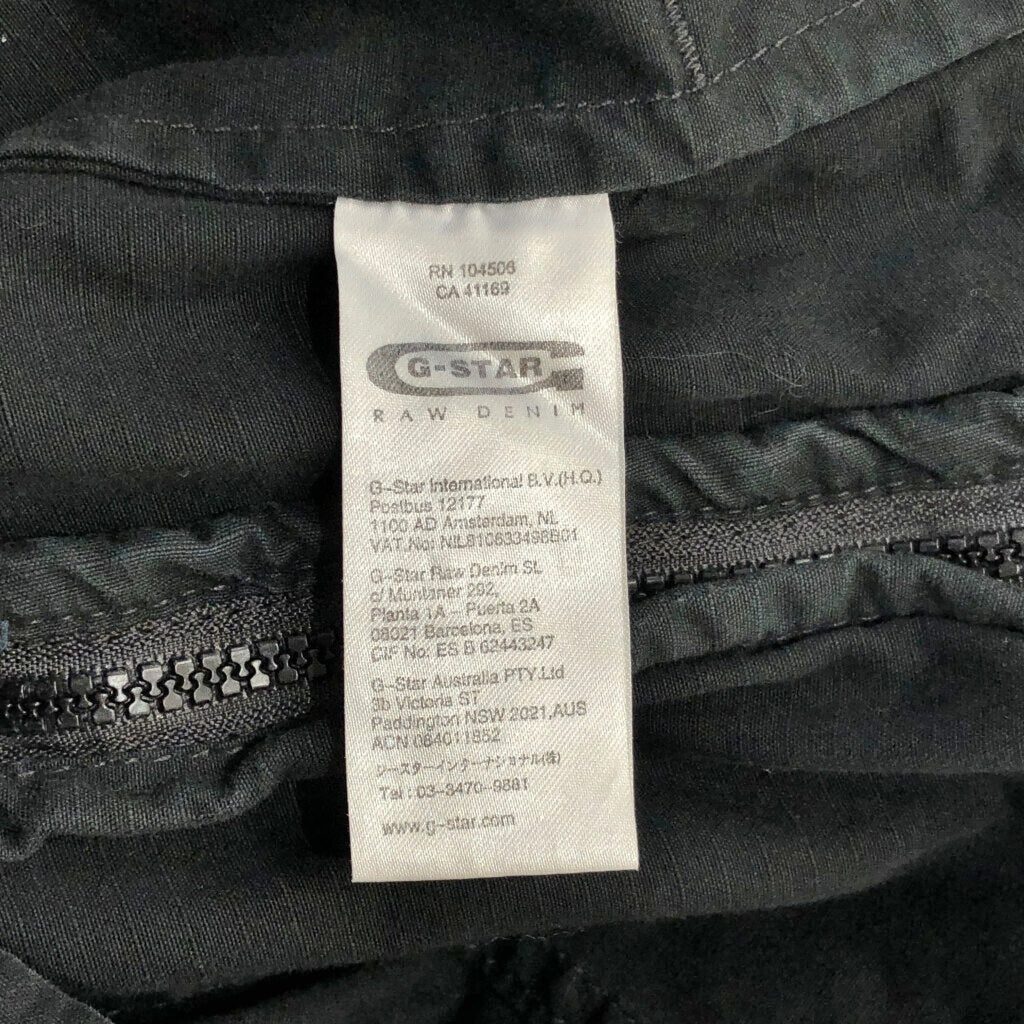 RN 104506
CA 41169
G-STAR
RAW DENIM
G-Star International B.V.(H.Q.)
Postbus 12177
1100 AD Amsterdam, NL
VAT.No: NL810633498B01
G-Star Raw Denim SL
c/ Muntaner 292,
Planta 1A - Puerta 2A
08021 Barcelona, ES
CIF No: ES B 62443247
G-Star Australia PTY.Ltd
3b Victoria ST
Paddington NSW 2021,AUS
ACN 084011852
ジースターインターナショナル(株)
Tel : 03-3470-9881
www.g-star.com